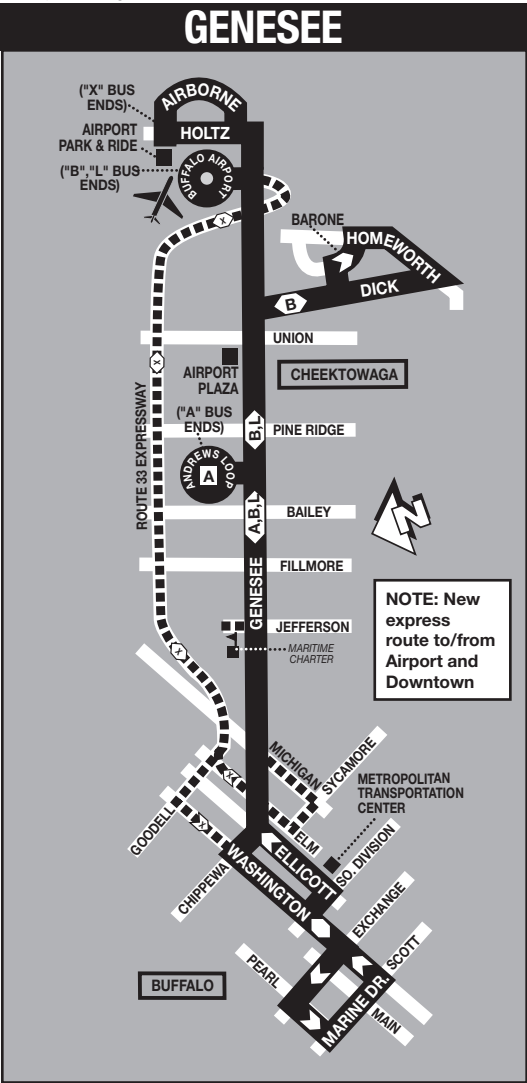 GENESEE
("X" BUS
ENDS)
AIRBORNE
AIRPORT
PARK & RIDE
HOLTZ
("B","L" BUS
ENDS)
BUFFALO AIRPORT
X
BARONE
HOMEWORTH
DICK
B
UNION
X
AIRPORT
PLAZA
CHEEKTOWAGA
("A" BUS
ENDS)
B,L
PINE RIDGE
ROUTE 33 EXPRESSWAY
ANDREWS LOOP
A
A,B,L
BAILEY
N
FILLMORE
GENESEE
JEFFERSON
MARITIME
CHARTER
NOTE: New
express
route to/from
Airport and
Downtown
X
MICHIGAN
SYCAMORE
X
METROPOLITAN
TRANSPORTATION
CENTER
GOODELL
X
ELM
CHIPPEWA
ELLICOTT
SO. DIVISION
WASHINGTON
EXCHANGE
SCOTT
PEARL
MARINE DR.
MAIN
BUFFALO